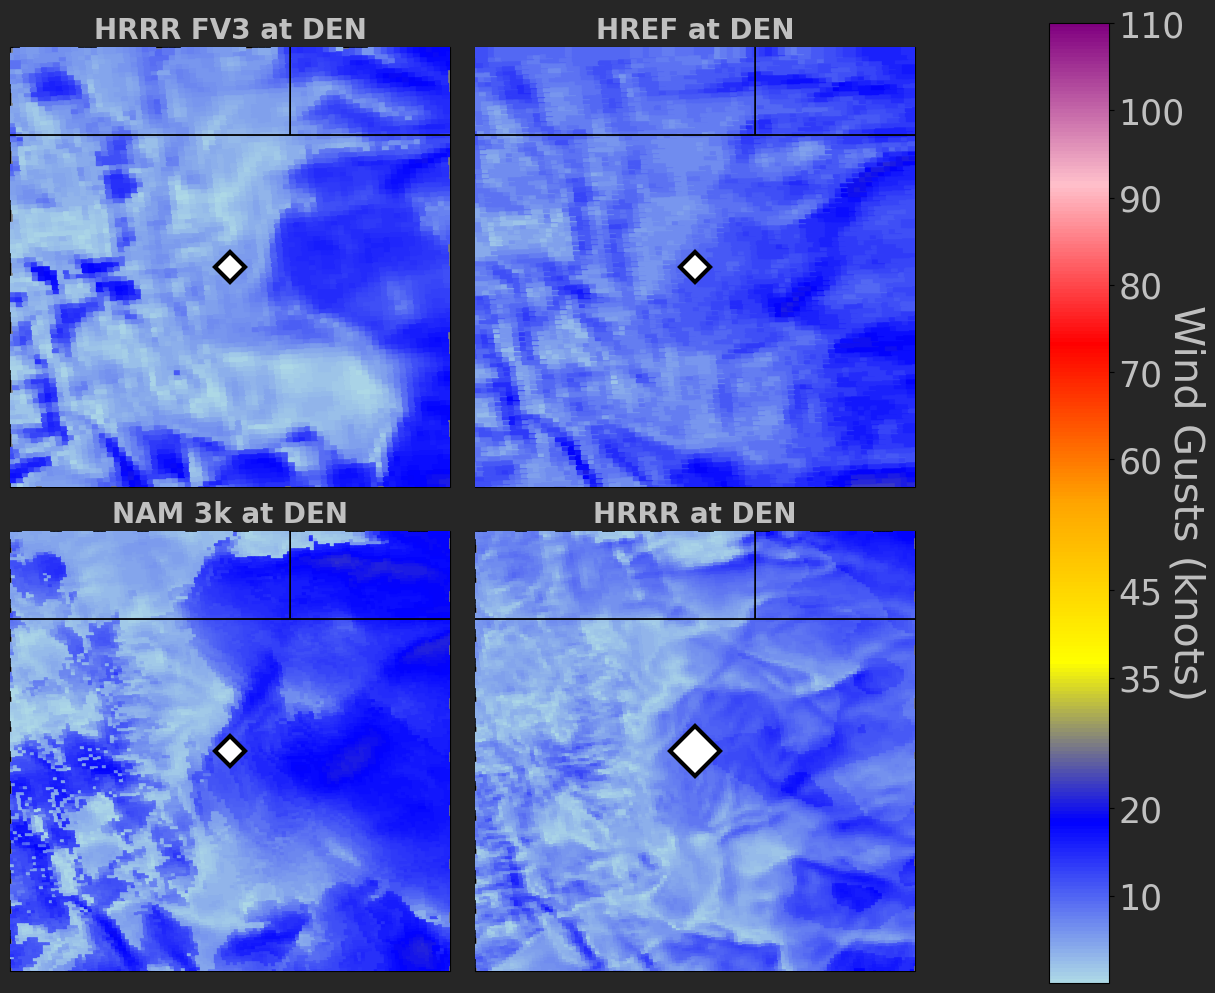 HRRR FV3 at DEN
HREF at DEN
NAM 3k at DEN
HRRR at DEN
110
100
90
80
70
60
45
35
20
10
Wind Gusts (knots)